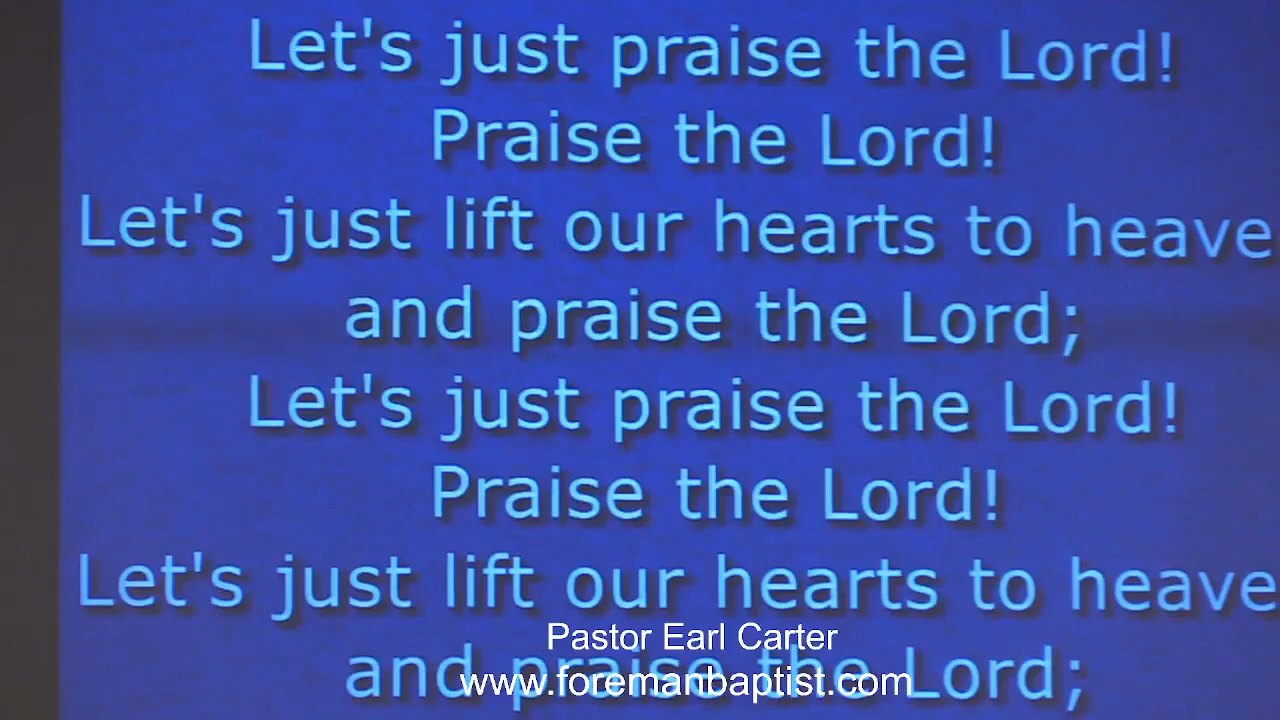 Let's just praise the Lord!
Praise the Lord!
Let's just lift our hearts to heave
and praise the Lord;
Let's just praise the Lord!
Praise the Lord!
Let's just lift our hearts to heave
Pastor Earl Carter
and praise the Lord;
www.foremanbaptist.com